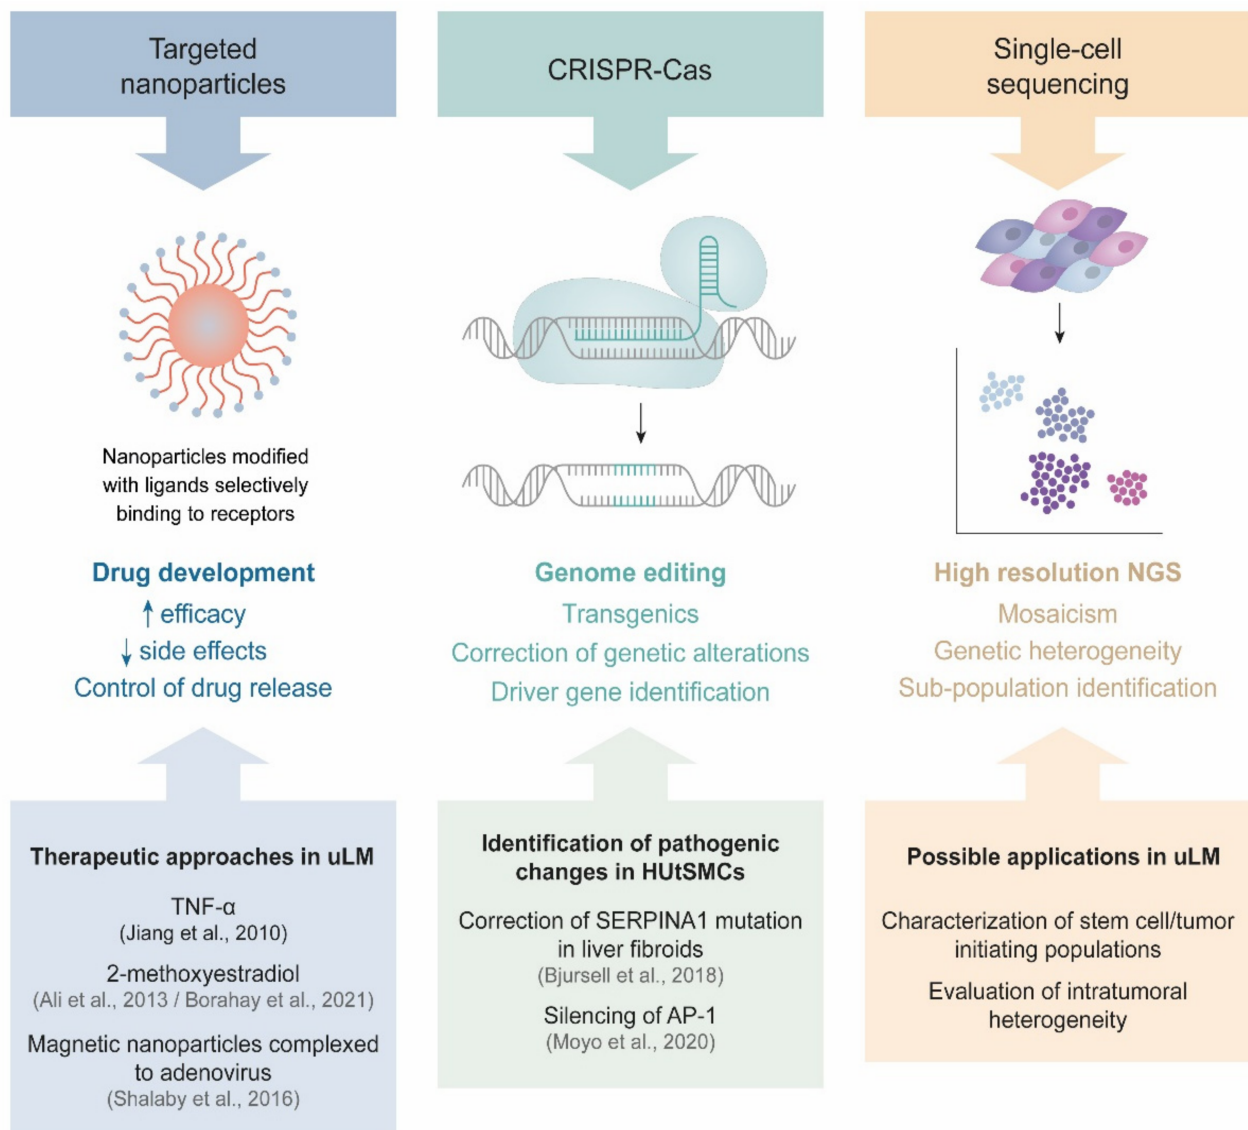 Targeted
nanoparticles
Nanoparticles modified
with ligands selectively
binding to receptors
Drug development
↑ efficacy
↓ side effects
Control of drug release
Therapeutic approaches in uLM
TNF-α
(Jiang et al., 2010)
2-methoxyestradiol
(Ali et al., 2013 / Borahay et al., 2021)
Magnetic nanoparticles complexed
to adenovirus
(Shalaby et al., 2016)
CRISPR-Cas
Genome editing
Transgenics
Correction of genetic alterations
Driver gene identification
Identification of pathogenic
changes in HUtSMCs
Correction of SERPINA1 mutation
in liver fibroids
(Bjursell et al., 2018)
Silencing of AP-1
(Moyo et al., 2020)
Single-cell
sequencing
High resolution NGS
Mosaicism
Genetic heterogeneity
Sub-population identification
Possible applications in uLM
Characterization of stem cell/tumor
initiating populations
Evaluation of intratumoral
heterogeneity